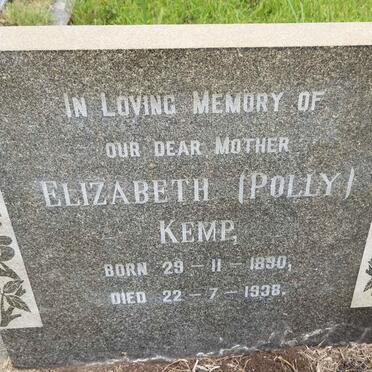 IN LOVING MEMORY OF
OUR DEAR MOTHER
ELIZABETH (POLLY)
KEMP,
BORN 29-11-1890,
DIED 22-7-1938.